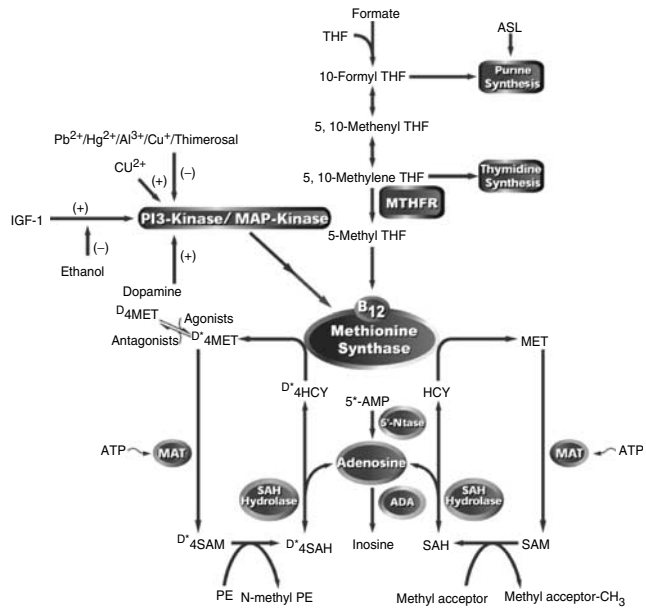 Formate
THF
ASL
10-Formyl THF
Purine
Synthesis
5, 10-Methenyl THF
Pb2+/Hg2+/Al3+/Cu+/Thimerosal
CU2+
(+)
(–)
5, 10-Methylene THF
Thymidine
Synthesis
MTHFR
IGF-1
(+)
PI3-Kinase/ MAP-Kinase
5-Methyl THF
(–)
Ethanol
(+)
Dopamine
D4MET
Agonists
Antagonists
D*4MET
B12
Methionine
Synthase
MET
D*4HCY
HCY
5*-AMP
5'-Ntase
ATP
MAT
Adenosine
MAT
ATP
SAH
Hydrolase
ADA
SAH
Hydrolase
D*4SAM
D*4SAH
Inosine
SAH
SAM
PE
N-methyl PE
Methyl acceptor
Methyl acceptor-CH3